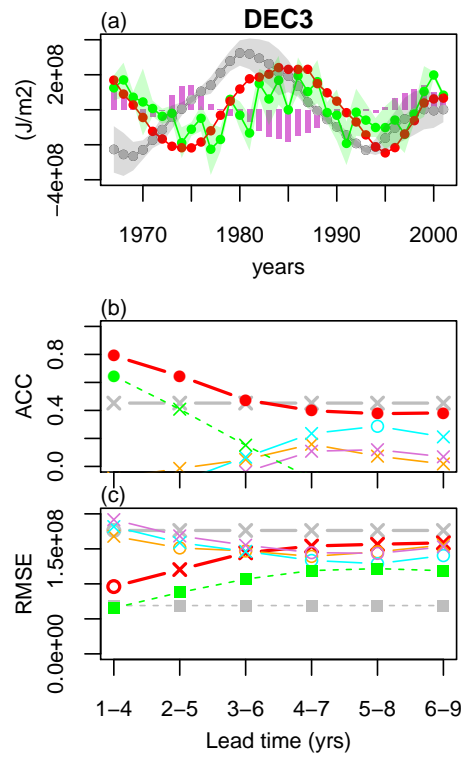 DEC3
(a)
(J/m2)
2e+08
−4e+08
1970 1980 1990 2000
years
(b)
ACC
0.8
0.4
0.0
(c)
RMSE
1.5e+08
0.0e+00
1−4 2−5 3−6 4−7 5−8 6−9
Lead time (yrs)